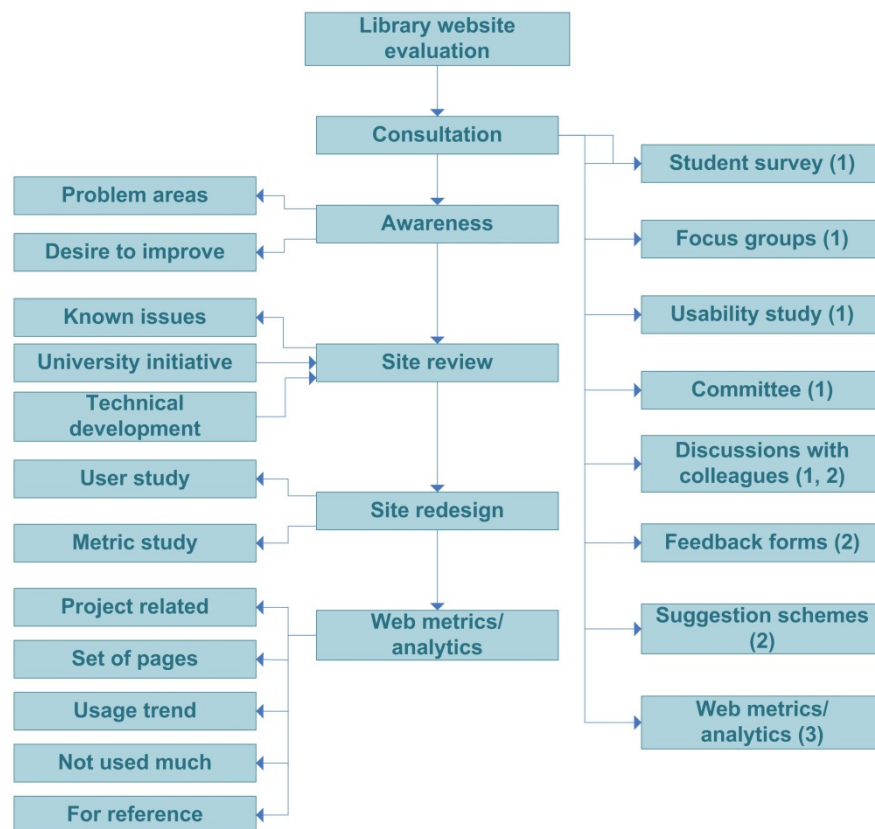 Library website
evaluation
Consultation
Student survey (1)
Problem areas
Awareness
Focus groups (1)
Desire to improve
Known issues
Usability study (1)
University initiative
Site review
Technical
development
Committee (1)
User study
Discussions with
colleagues (1, 2)
Site redesign
Metric study
Feedback forms (2)
Project related
Web metrics/
analytics
Suggestion schemes
(2)
Set of pages
Usage trend
Web metrics/
analytics (3)
Not used much
For reference